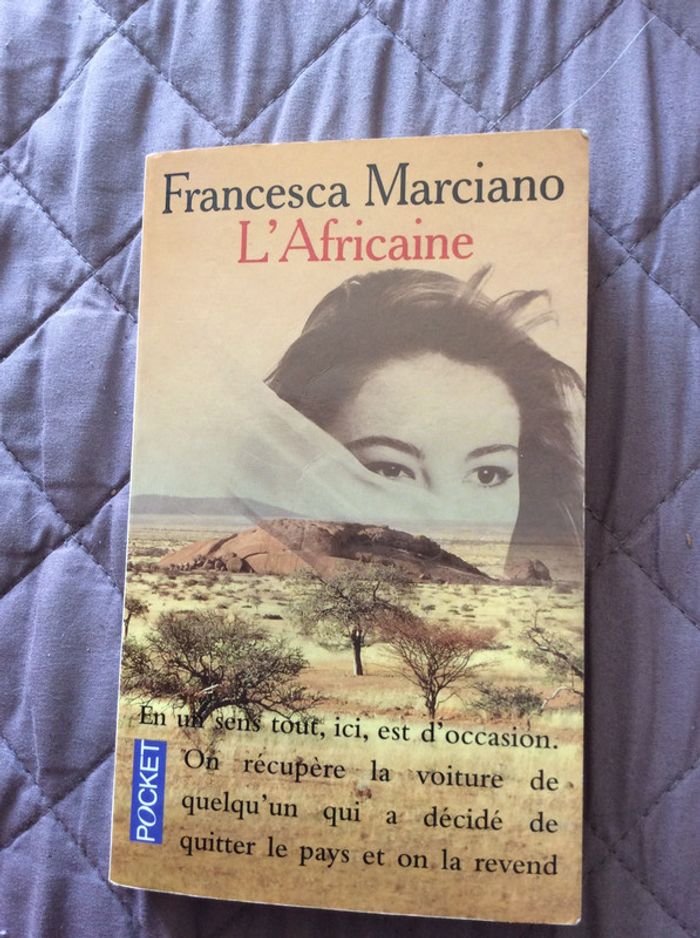 Francesca Marciano
L'Africaine
En un sens tout, ici, est d'occasion.
On récupère la voiture de
quelqu'un qui a décidé de
quitter le pays et on la revend
POCKET